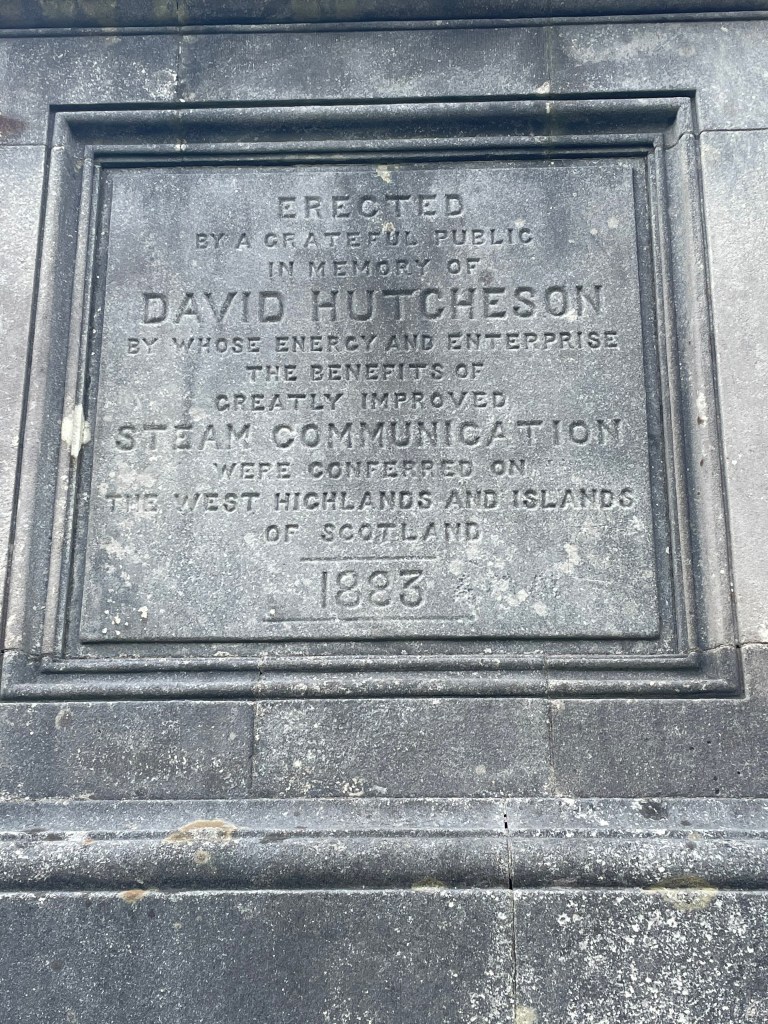 ERECTED
BY A GRATEFUL PUBLIC
IN MEMORY OF
DAVID HUTCHESON
BY WHOSE ENERGY AND ENTERPRISE
THE BENEFITS OF
GREATLY IMPROVED
STEAM COMMUNICATION
WERE CONFERRED ON
THE WEST HIGHLANDS AND ISLANDS
OF SCOTLAND
1883